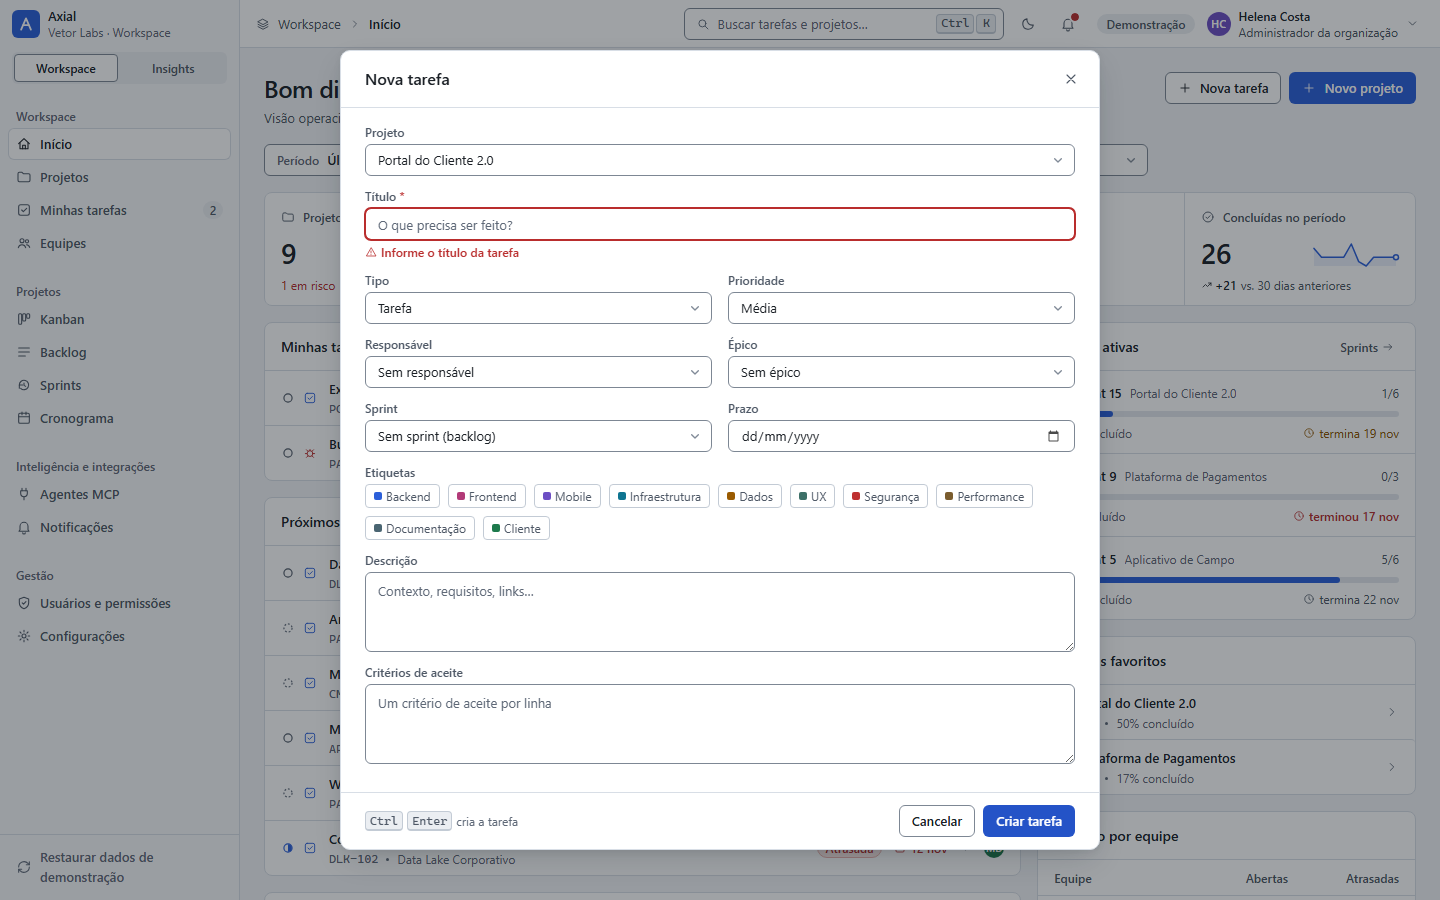 Axial
Vetor Labs · Workspace
Workspace
Insights
Workspace
Início
Projetos
Minhas tarefas
2
Equipes
Projetos
Kanban
Backlog
Sprints
Cronograma
Inteligência e integrações
Agentes MCP
Notificações
Gestão
Usuários e permissões
Configurações
Restaurar dados de
demonstração
Workspace > Início
Buscar tarefas e projetos...
Ctrl K
Demonstração
HC
Helena Costa
Administrador da organização
Bom di
Visão operac
Nova tarefa
Novo projeto
Período
Projeto
9
1 em risco
Concluídas no período
26
+21 vs. 30 dias anteriores
Minhas ta
Próximos
DLK-102 • Data Lake Corporativo
12 nov
ativas
Sprints
15 Portal do Cliente 2.0
1/6
termina 19 nov
9 Plataforma de Pagamentos
0/3
terminou 17 nov
5 Aplicativo de Campo
5/6
termina 22 nov
favoritos
do Cliente 2.0
• 50% concluído
de Pagamentos
• 17% concluído
por equipe
Equipe
Abertas
Atrasadas
Nova tarefa
Projeto
Portal do Cliente 2.0
Título *
O que precisa ser feito?
Informe o título da tarefa
Tipo
Prioridade
Tarefa
Média
Responsável
Épico
Sem responsável
Sem épico
Sprint
Prazo
Sem sprint (backlog)
dd/mm/yyyy
Etiquetas
Backend Frontend Mobile Infraestrutura Dados UX Segurança Performance
Documentação Cliente
Descrição
Contexto, requisitos, links...
Critérios de aceite
Um critério de aceite por linha
Ctrl Enter cria a tarefa
Cancelar
Criar tarefa